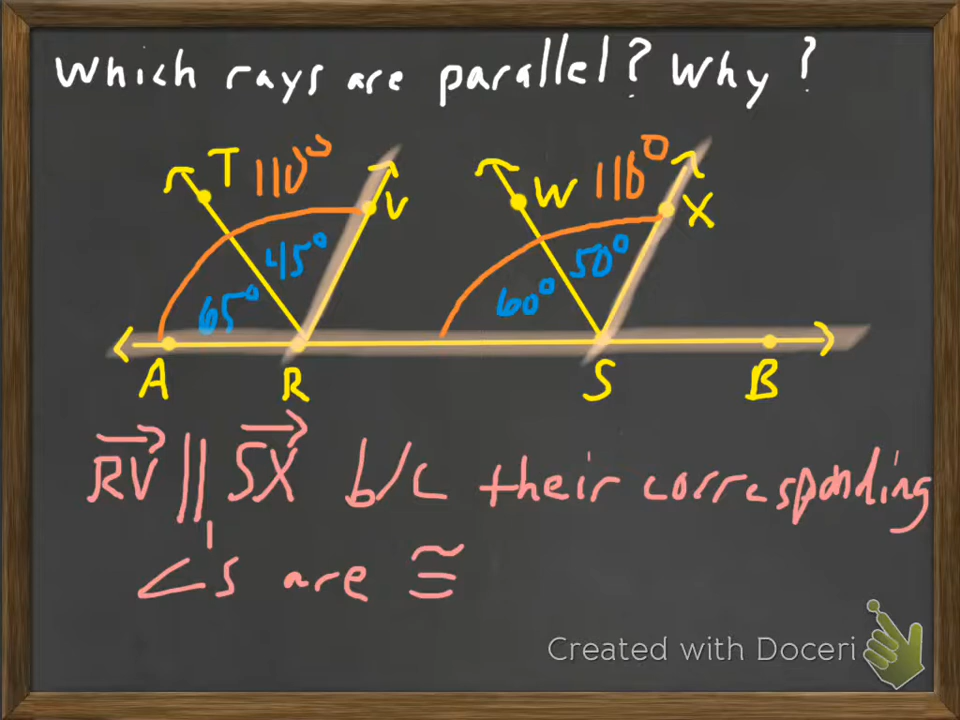 Which rays are parallel? Why?
T 110° V W 110° X
45° 50°
65° 60°
A R S B
RV || SX b/c their corresponding
∠'s are ≅
Created with Doceri